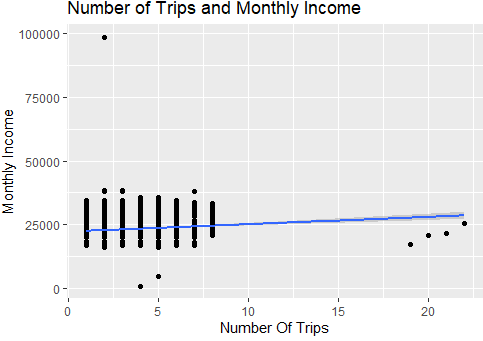 Number of Trips and Monthly Income
100000
75000
50000
25000
0
Monthly Income
0 5 10 15 20
Number Of Trips